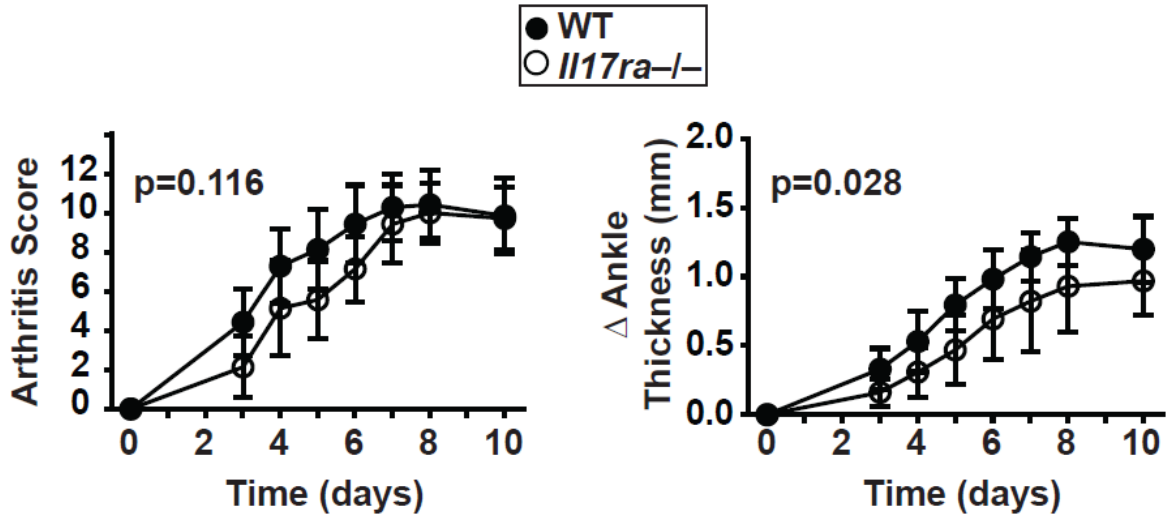 WT
Il17ra–/–
p=0.116
Arthritis Score
12
10
8
6
4
2
0
0 2 4 6 8 10
Time (days)
p=0.028
Δ Ankle
Thickness (mm)
2.0
1.5
1.0
0.5
0.0
0 2 4 6 8 10
Time (days)